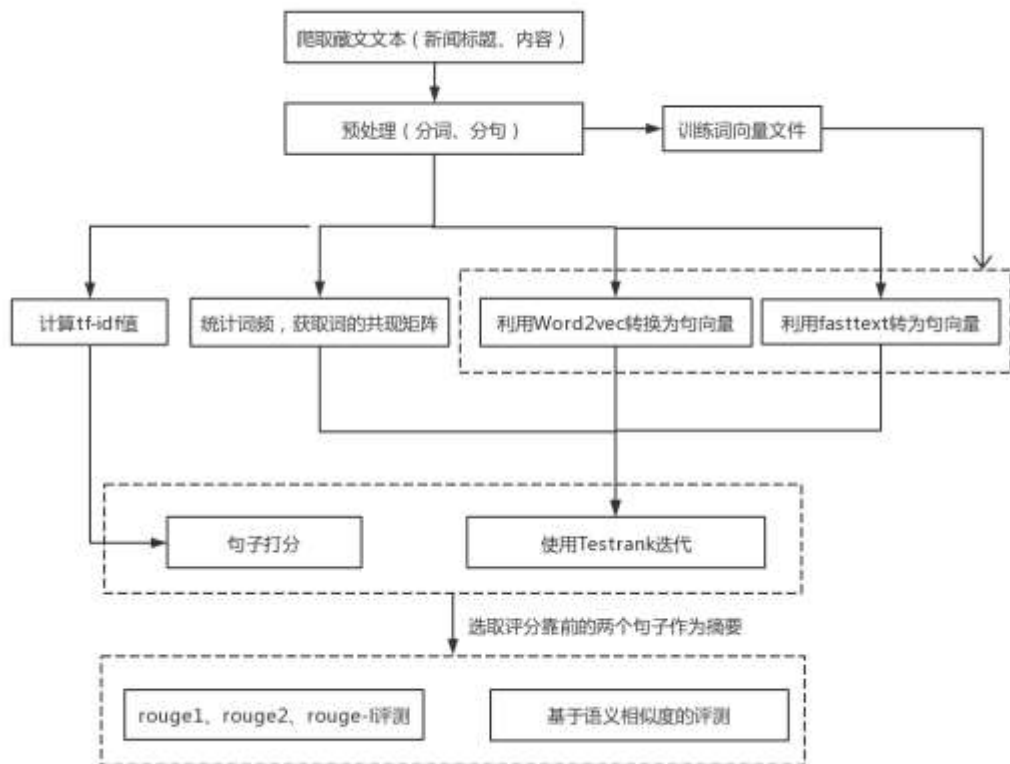 爬取藏文文本（新闻标题、内容）
预处理（分词、分句）
训练词向量文件
计算tf-idf值
统计词频，获取词的共现矩阵
利用Word2vec转换为句向量
利用fasttext转为句向量
句子打分
使用Testrank迭代
选取评分靠前的两个句子作为摘要
rouge1、rouge2、rouge-l评测
基于语义相似度的评测